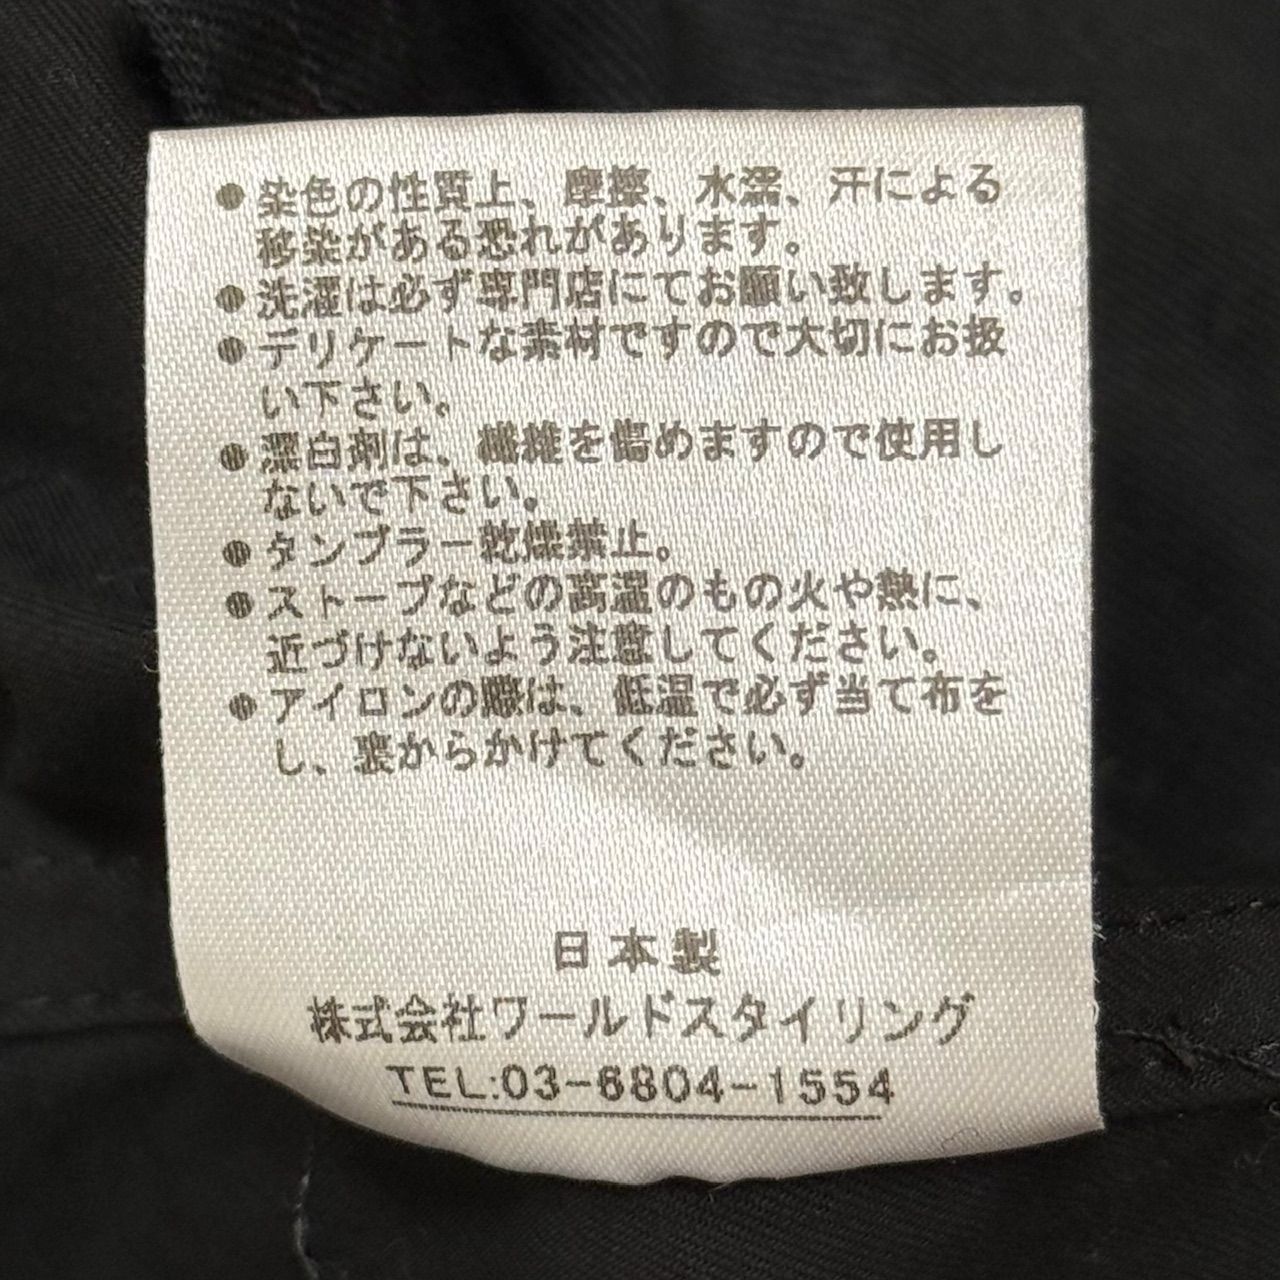 ●染色の性質上、摩擦、水濡、汗による
移染がある恐れがあります。
●洗濯は必ず専門店にてお願い致します。
●デリケートな素材ですので大切にお扱
い下さい。
●漂白剤は、繊維を傷めますので使用し
ないで下さい。
●タンブラー乾燥禁止。
●ストーブなどの高温のもの火や熱に、
近づけないよう注意してください。
●アイロンの際は、低温で必ず当て布を
し、裏からかけてください。
日本製
株式会社ワールドスタイリング
TEL:03-6804-1554